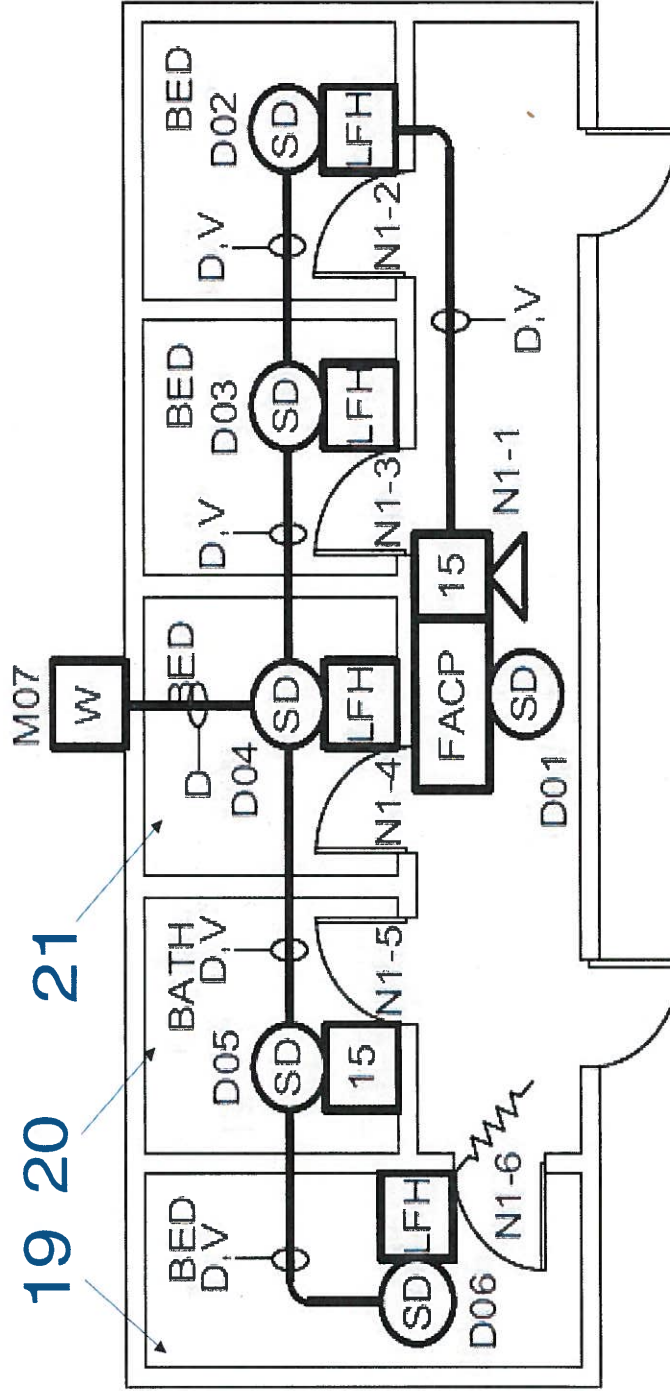 19 20 21
M07
W
BED
D,V
BATH
D,V
BED
D
D04
BED
D03
D,V
BED
D02
D,V
D05
SD
15
SD
LFH
SD
LFH
SD
LFH
SD
LFH
D06
N1-6
N1-5
N1-4
N1-3
N1-2
FACP
15
SD
D01
N1-1
D,V